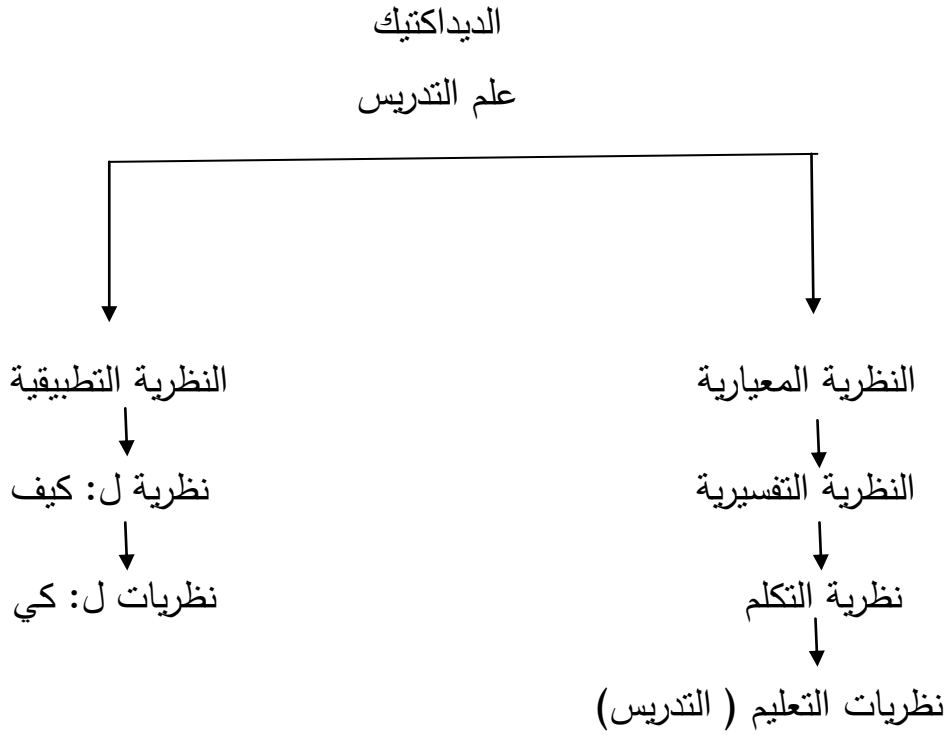 الديداكتيك
علم التدريس
النظرية المعيارية
النظرية التطبيقية
النظرية التفسيرية
نظرية ل: كيف
نظرية التكلم
نظريات ل: كي
نظريات التعليم ( التدريس)